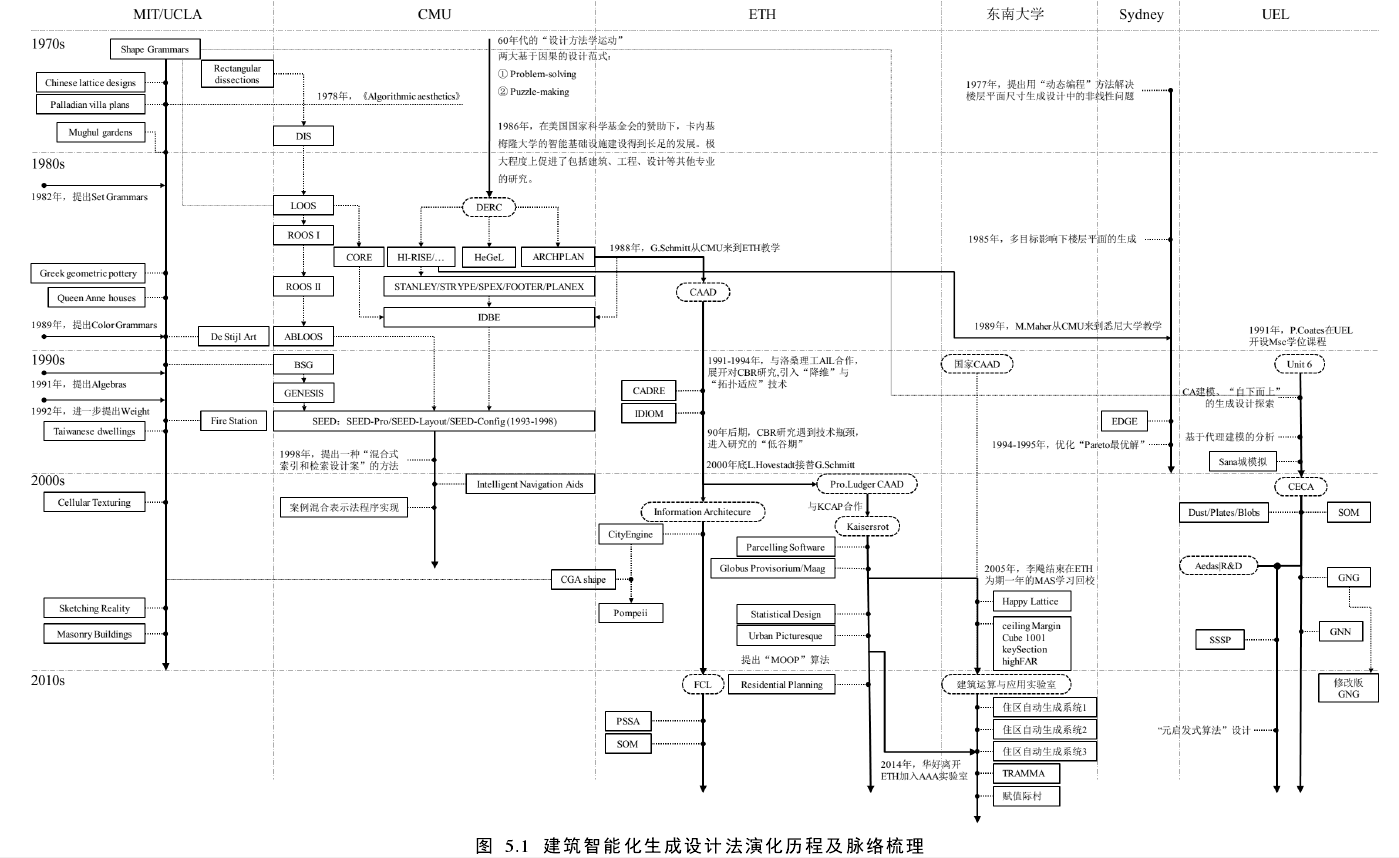 MIT/UCLA
CMU
ETH
东南大学
Sydney
UEL
1970s
Shape Grammars
Rectangular
dissections
Chinese lattice designs
Palladian villa plans
Mughul gardens
1978年，《Algorithmic aesthetics》
DIS
60年代的“设计方法学运动”
两大基于因果的设计范式：
① Problem-solving
② Puzzle-making
1986年，在美国国家科学基金会的赞助下，卡内基
梅隆大学的智能基础设施建设得到长足的发展。极
大程度上促进了包括建筑、工程、设计等其他专业
的研究。
1977年，提出用“动态编程”方法解决
楼层平面尺寸生成设计中的非线性问题
1980s
1982年，提出Set Grammars
LOOS
ROOS I
CORE
DERC
HI-RISE/…
HeGeL
ARCHPLAN
1988年，G.Schmitt从CMU来到ETH教学
1985年，多目标影响下楼层平面的生成
Greek geometric pottery
Queen Anne houses
ROOS II
STANLEY/STRYPE/SPEX/FOOTER/PLANEX
IDBE
CAAD
1989年，提出Color Grammars
De Stijl Art
ABLOOS
1989年，M.Maher从CMU来到悉尼大学教学
1991年，P.Coates在UEL
开设Msc学位课程
1990s
BSG
1991年，提出Algebras
GENESIS
1992年，进一步提出Weight
Taiwanese dwellings
Fire Station
SEED：SEED-Pro/SEED-Layout/SEED-Config (1993-1998)
1991-1994年，与洛桑理工AIL合作，
展开对CBR研究,引入“降维”与
“拓扑适应”技术
CADRE
IDIOM
国家CAAD
Unit 6
CA建模、“自下而上”
的生成设计探索
EDGE
1994-1995年，优化“Pareto最优解”
基于代理建模的分析
Sana城模拟
90年后期，CBR研究遇到技术瓶颈，
进入研究的“低谷期”
2000年底L.Hovestadt接替G.Schmitt
1998年，提出一种“混合式
索引和检索设计案”的方法
2000s
Cellular Texturing
Intelligent Navigation Aids
案例混合表示法程序实现
Pro.Ludger CAAD
与KCAP合作
Information Architecure
Kaisersrot
CECA
Dust/Plates/Blobs
SOM
CityEngine
Parcelling Software
Globus Provisorium/Maag
CGA shape
Pompeii
2005年，李飚结束在ETH
为期一年的MAS学习回校
Aedas|R&D
GNG
Sketching Reality
Masonry Buildings
Statistical Design
Urban Picturesque
提出“MOOP”算法
Happy Lattice
ceiling Margin
Cube 1001
keySection
highFAR
SSSP
GNN
2010s
FCL
Residential Planning
建筑运算与应用实验室
修改版
GNG
PSSA
SOM
住区自动生成系统1
住区自动生成系统2
住区自动生成系统3
“元启发式算法”设计
2014年，华好离开
ETH加入AAA实验室
TRAMMA
赋值际村
图 5.1 建筑智能化生成设计法演化历程及脉络梳理